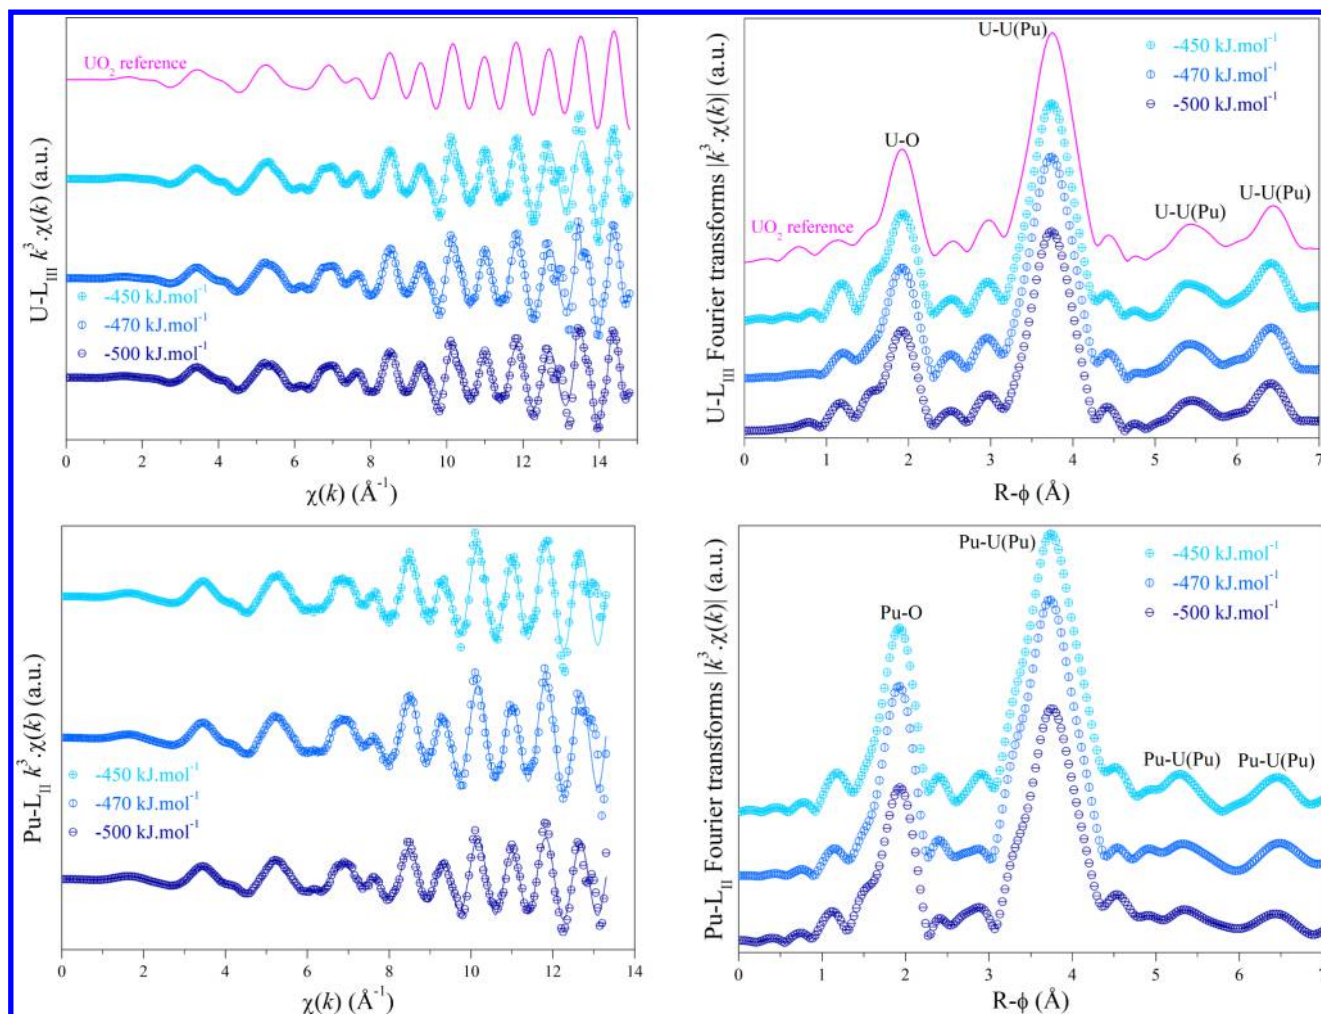 UO₂ reference
U-L_III k³.χ(k) (a.u.)
-450 kJ.mol⁻¹
-470 kJ.mol⁻¹
-500 kJ.mol⁻¹
0 2 4 6 8 10 12 14
χ(k) (Å⁻¹)
U-L_III Fourier transforms |k³.χ(k)| (a.u.)
U-U(Pu)
-450 kJ.mol⁻¹
-470 kJ.mol⁻¹
-500 kJ.mol⁻¹
U-O
U-U(Pu)
U-U(Pu)
UO₂ reference
0 1 2 3 4 5 6 7
R-ϕ (Å)
Pu-L_II k³.χ(k) (a.u.)
-450 kJ.mol⁻¹
-470 kJ.mol⁻¹
-500 kJ.mol⁻¹
0 2 4 6 8 10 12 14
χ(k) (Å⁻¹)
Pu-L_II Fourier transforms |k³.χ(k)| (a.u.)
Pu-U(Pu)
-450 kJ.mol⁻¹
-470 kJ.mol⁻¹
-500 kJ.mol⁻¹
Pu-O
Pu-U(Pu) Pu-U(Pu)
0 1 2 3 4 5 6 7
R-ϕ (Å)